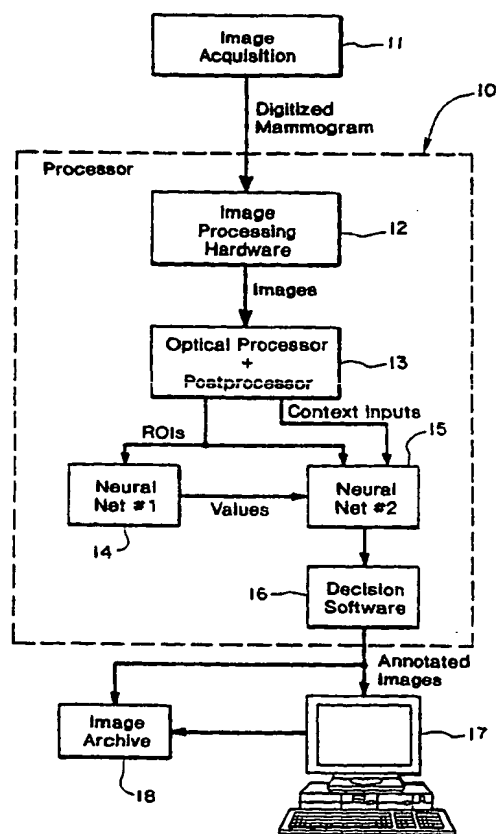 Image
Acquisition
11
10
Digitized
Mammogram
Processor
Image
Processing
Hardware
12
Images
Optical Processor
+
Postprocessor
13
ROIs
Context Inputs
15
Neural
Net #1
Values
Neural
Net #2
14
16
Decision
Software
Annotated
Images
Image
Archive
17
18